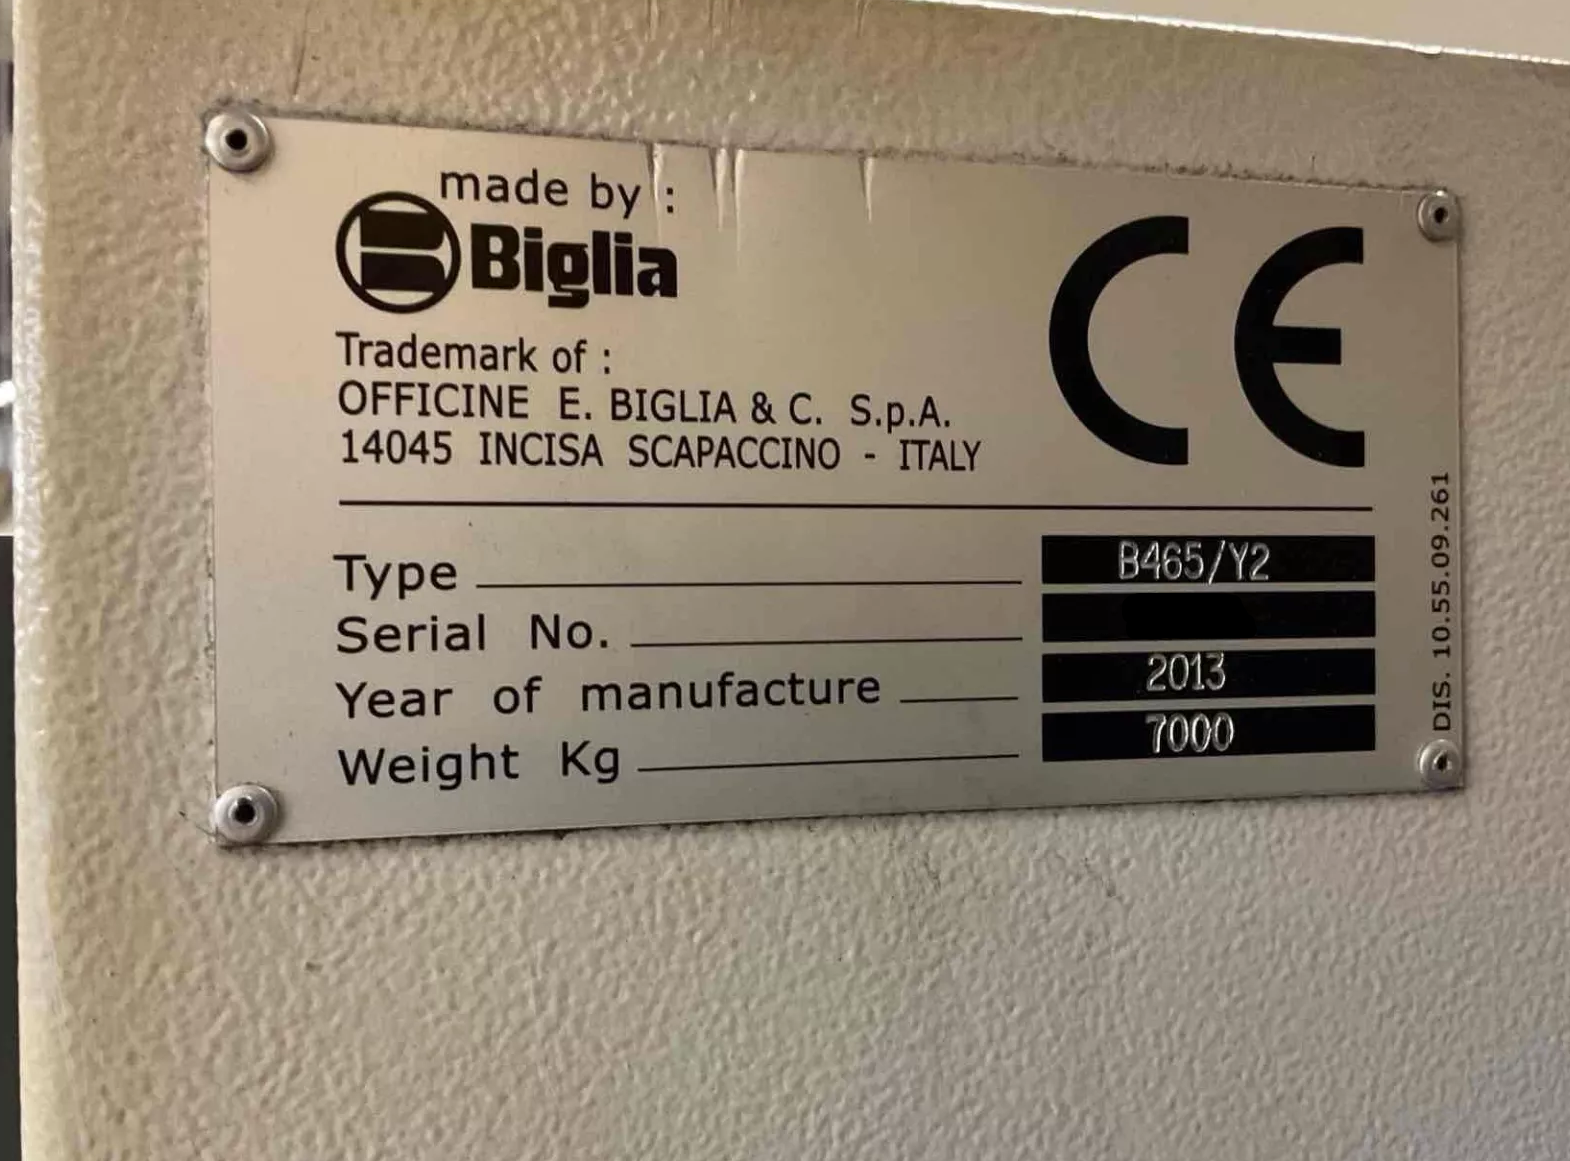 made by :
Biglia
Trademark of :
OFFICINE E. BIGLIA & C. S.p.A.
14045 INCISA SCAPACCINO - ITALY
CE
Type B465/Y2
Serial No.
Year of manufacture 2013
Weight Kg 7000
DIS. 10.55.09.261